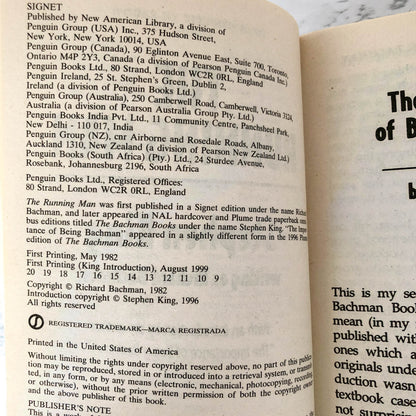 SIGNET
Published by New American Library, a division of
Penguin Group (USA) Inc., 375 Hudson Street,
New York, New York 10014, USA
Penguin Group (Canada), 90 Eglinton Avenue East, Suite 700, Toronto,
Ontario M4P 2Y3, Canada (a division of Pearson Penguin Canada Inc.)
Penguin Books Ltd., 80 Strand, London WC2R 0RL, England
Penguin Ireland, 25 St. Stephen's Green, Dublin 2,
Ireland (a division of Penguin Books Ltd.)
Penguin Group (Australia), 250 Camberwell Road, Camberwell, Victoria 3124,
Australia (a division of Pearson Australia Group Pty. Ltd.)
Penguin Books India Pvt. Ltd., 11 Community Centre, Panchsheel Park,
New Delhi - 110 017, India
Penguin Group (NZ), cnr Airborne and Rosedale Roads, Albany,
Auckland 1310, New Zealand (a division of Pearson New Zealand Ltd.)
Penguin Books (South Africa) (Pty.) Ltd., 24 Sturdee Avenue,
Rosebank, Johannesburg 2196, South Africa
Penguin Books Ltd., Registered Offices:
80 Strand, London WC2R 0RL, England
The Running Man was first published in a Signet edition under the name Richard
Bachman, and later appeared in NAL hardcover and Plume trade paperback omni-
bus editions titled The Bachman Books under the name Stephen King. "The Impor-
tance of Being Bachman" appeared in a slightly different form in the 1996 Plume
edition of The Bachman Books.
First Printing, May 1982
First Printing (King Introduction), August 1999
20 19 18 17 16 15 14 13 12 11 10 9
Copyright © Richard Bachman, 1982
Introduction copyright © Stephen King, 1996
All rights reserved
REGISTERED TRADEMARK—MARCA REGISTRADA
Printed in the United States of America
Without limiting the rights under copyright reserved above, no part of this publica-
tion may be reproduced, stored in or introduced into a retrieval system, or transmit-
ted, in any form, or by any means (electronic, mechanical, photocopying, recording,
or otherwise), without the prior written permission of both the copyright owner
and the above publisher of this book.
PUBLISHER'S NOTE
The
of B
b
This is my se
Bachman Book
mean (in my
published with
ones which a
originals under
duction wasn
textbook case
not surprising